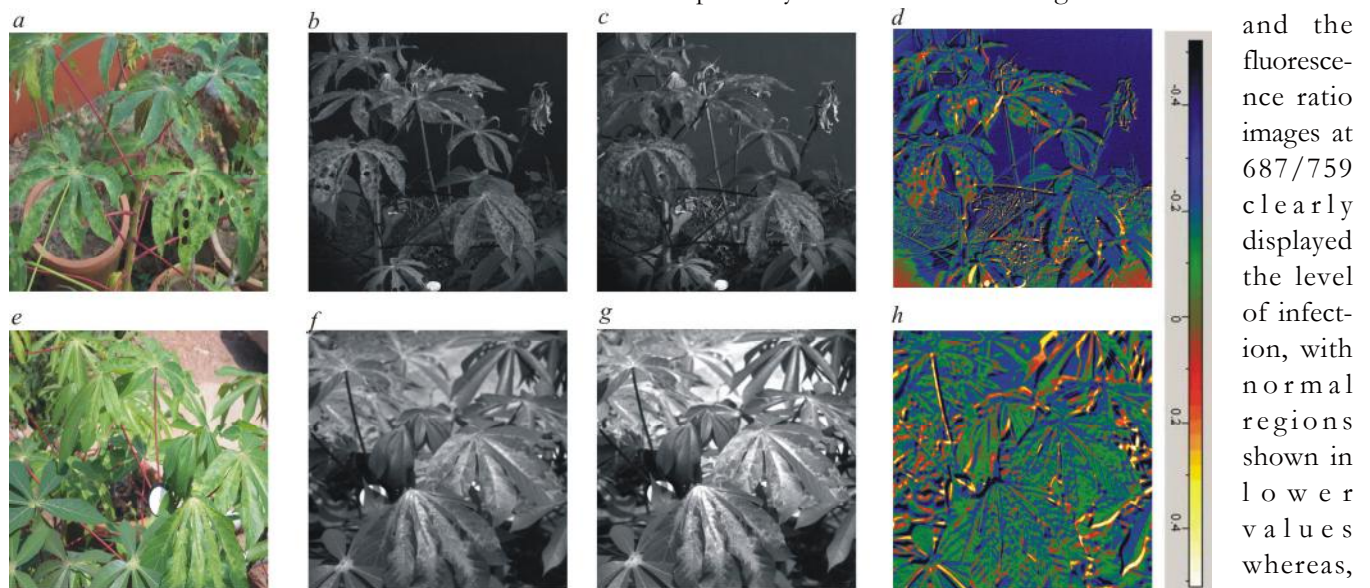 a
b
c
d
e
f
g
h
-0.4
-0.2
0
0.2
0.4
and the
fluoresce-
nce ratio
images at
687/759
clearly
displayed
the level
of infect-
ion, with
normal
regions
shown in
lower
values
whereas,